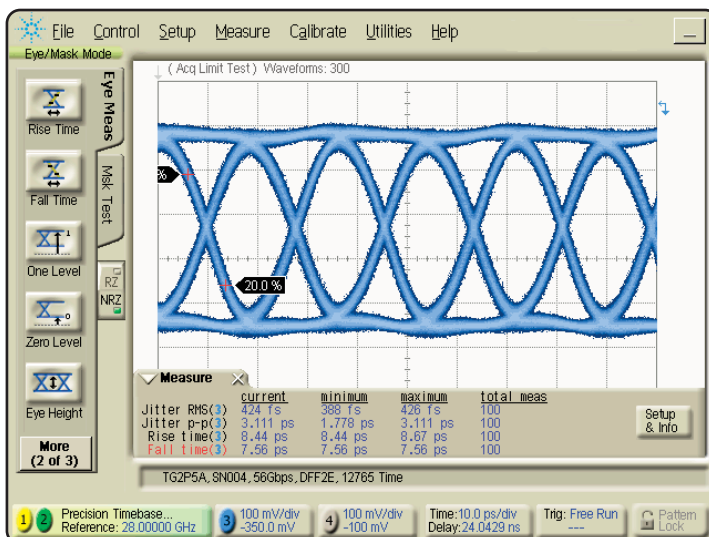 File Control Setup Measure Calibrate Utilities Help
Eye/Mask Mode
( Acq Limit Test ) Waveforms: 300
Eye Meas
Msk Test
Rise Time
Fall Time
One Level
RZ
NRZ
Zero Level
Eye Height
More
(2 of 3)
%
20.0 %
Measure
current minimum maximum total meas
Jitter RMS(3) 424 fs 388 fs 426 fs 100
Jitter p-p(3) 3.111 ps 1.778 ps 3.111 ps 100
Rise time(3) 8.44 ps 8.44 ps 8.67 ps 100
Fall time(3) 7.56 ps 7.56 ps 7.56 ps 100
Setup
& Info
TG2P5A, SN004, 56Gbps, DFF2E, 12765 Time
1 2 Precision Timebase...
Reference: 28.00000 GHz
3 100 mV/div
-350.0 mV
4 100 mV/div
-100 mV
Time:10.0 ps/div
Delay:24.0429 ns
Trig: Free Run
---
Pattern
Lock